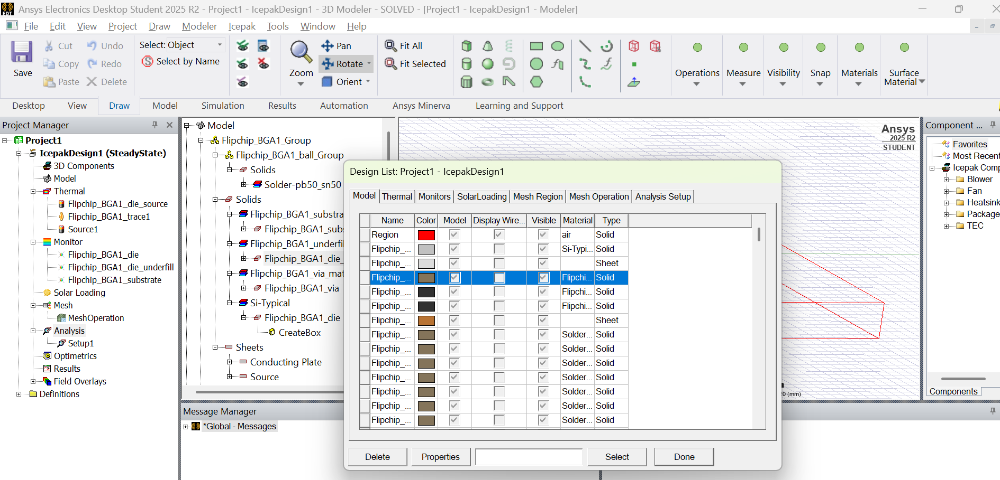 Ansys Electronics Desktop Student 2025 R2 - Project1 - IcepakDesign1 - 3D Modeler - SOLVED - [Project1 - IcepakDesign1 - Modeler]
File Edit View Project Draw Modeler Icepak Tools Window Help
Save
Cut
Copy
Paste
Undo
Redo
Delete
Select: Object
Select by Name
Zoom
Pan
Rotate
Orient
Fit All
Fit Selected
Operations
Measure
Visibility
Snap
Materials
Surface
Material
Desktop View Draw Model Simulation Results Automation Ansys Minerva Learning and Support
Project Manager
Project1
IcepakDesign1 (SteadyState)
3D Components
Model
Thermal
Flipchip_BGA1_die_source
Flipchip_BGA1_trace1
Source1
Monitor
Flipchip_BGA1_die
Flipchip_BGA1_die_underfill
Flipchip_BGA1_substrate
Solar Loading
Mesh
MeshOperation
Analysis
Setup1
Optimetrics
Results
Field Overlays
Definitions
Model
Flipchip_BGA1_Group
Flipchip_BGA1_ball_Group
Solids
Solder-pb50_sn50
Solids
Flipchip_BGA1_substra
Flipchip_BGA1_sub
Flipchip_BGA1_underfi
Flipchip_BGA1_die_
Flipchip_BGA1_via_mat
Flipchip_BGA1_via
Si-Typical
Flipchip_BGA1_die
CreateBox
Sheets
Conducting Plate
Source
Message Manager
*Global - Messages
Ansys
2025 R2
STUDENT
Design List: Project1 - IcepakDesign1
Model Thermal Monitors SolarLoading Mesh Region Mesh Operation Analysis Setup
Name Color Model Display Wire... Visible Material Type
Region air Solid
Flipchip_... Si-Typi... Solid
Flipchip_... Sheet
Flipchip_... Flipchi... Solid
Flipchip_... Flipchi... Solid
Flipchip_... Flipchi... Solid
Flipchip_... Sheet
Flipchip_... Solder... Solid
Flipchip_... Solder... Solid
Flipchip_... Solder... Solid
Flipchip_... Solder... Solid
Flipchip_... Solder... Solid
Flipchip_... Solder... Solid
Flipchip_... Solder... Solid
Delete Properties Select Done
0 (mm)
Component ...
Favorites
Most Recent
Icepak Comp
Blower
Fan
Heatsink
Package
TEC
Components